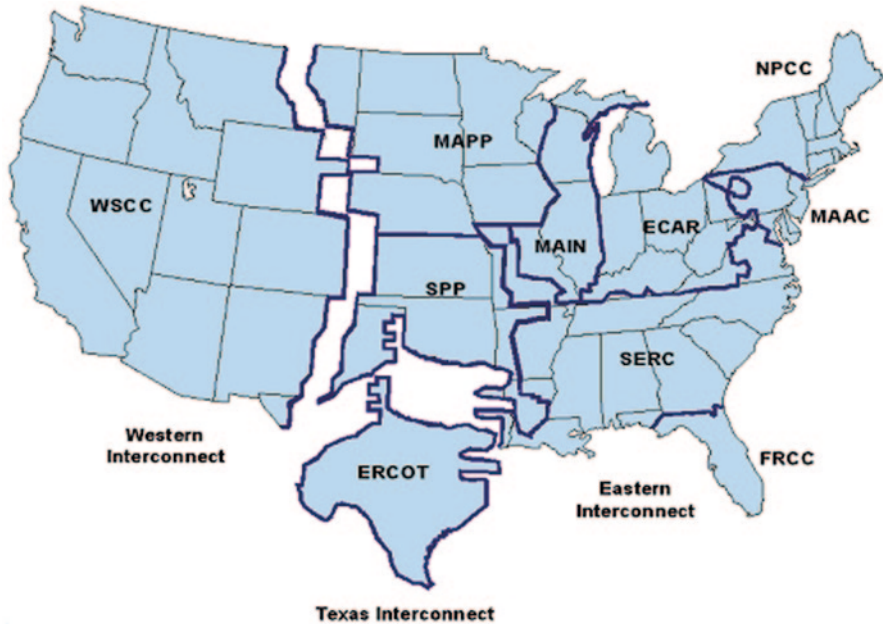 NPCC
MAPP
WSCC
MAIN
ECAR
MAAC
SPP
SERC
Western
Interconnect
ERCOT
FRCC
Eastern
Interconnect
Texas Interconnect